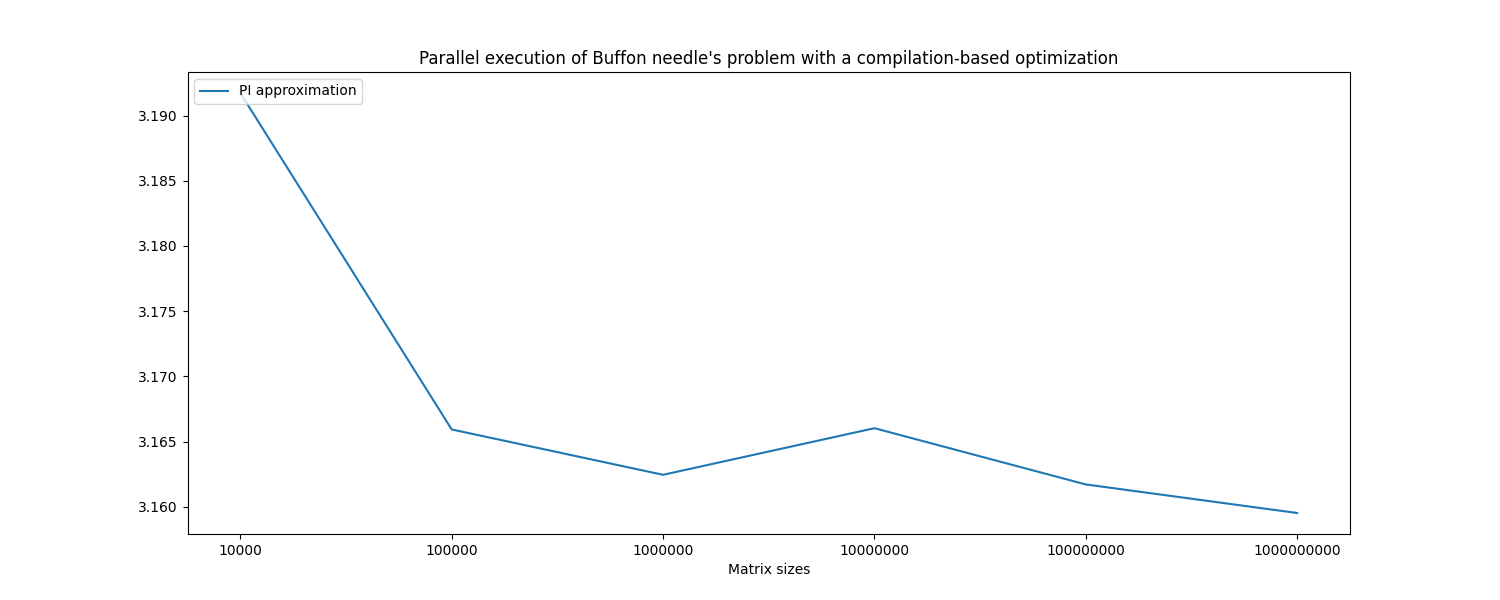 Parallel execution of Buffon needle's problem with a compilation-based optimization
PI approximation
3.190
3.185
3.180
3.175
3.170
3.165
3.160
10000 100000 1000000 10000000 100000000 1000000000
Matrix sizes